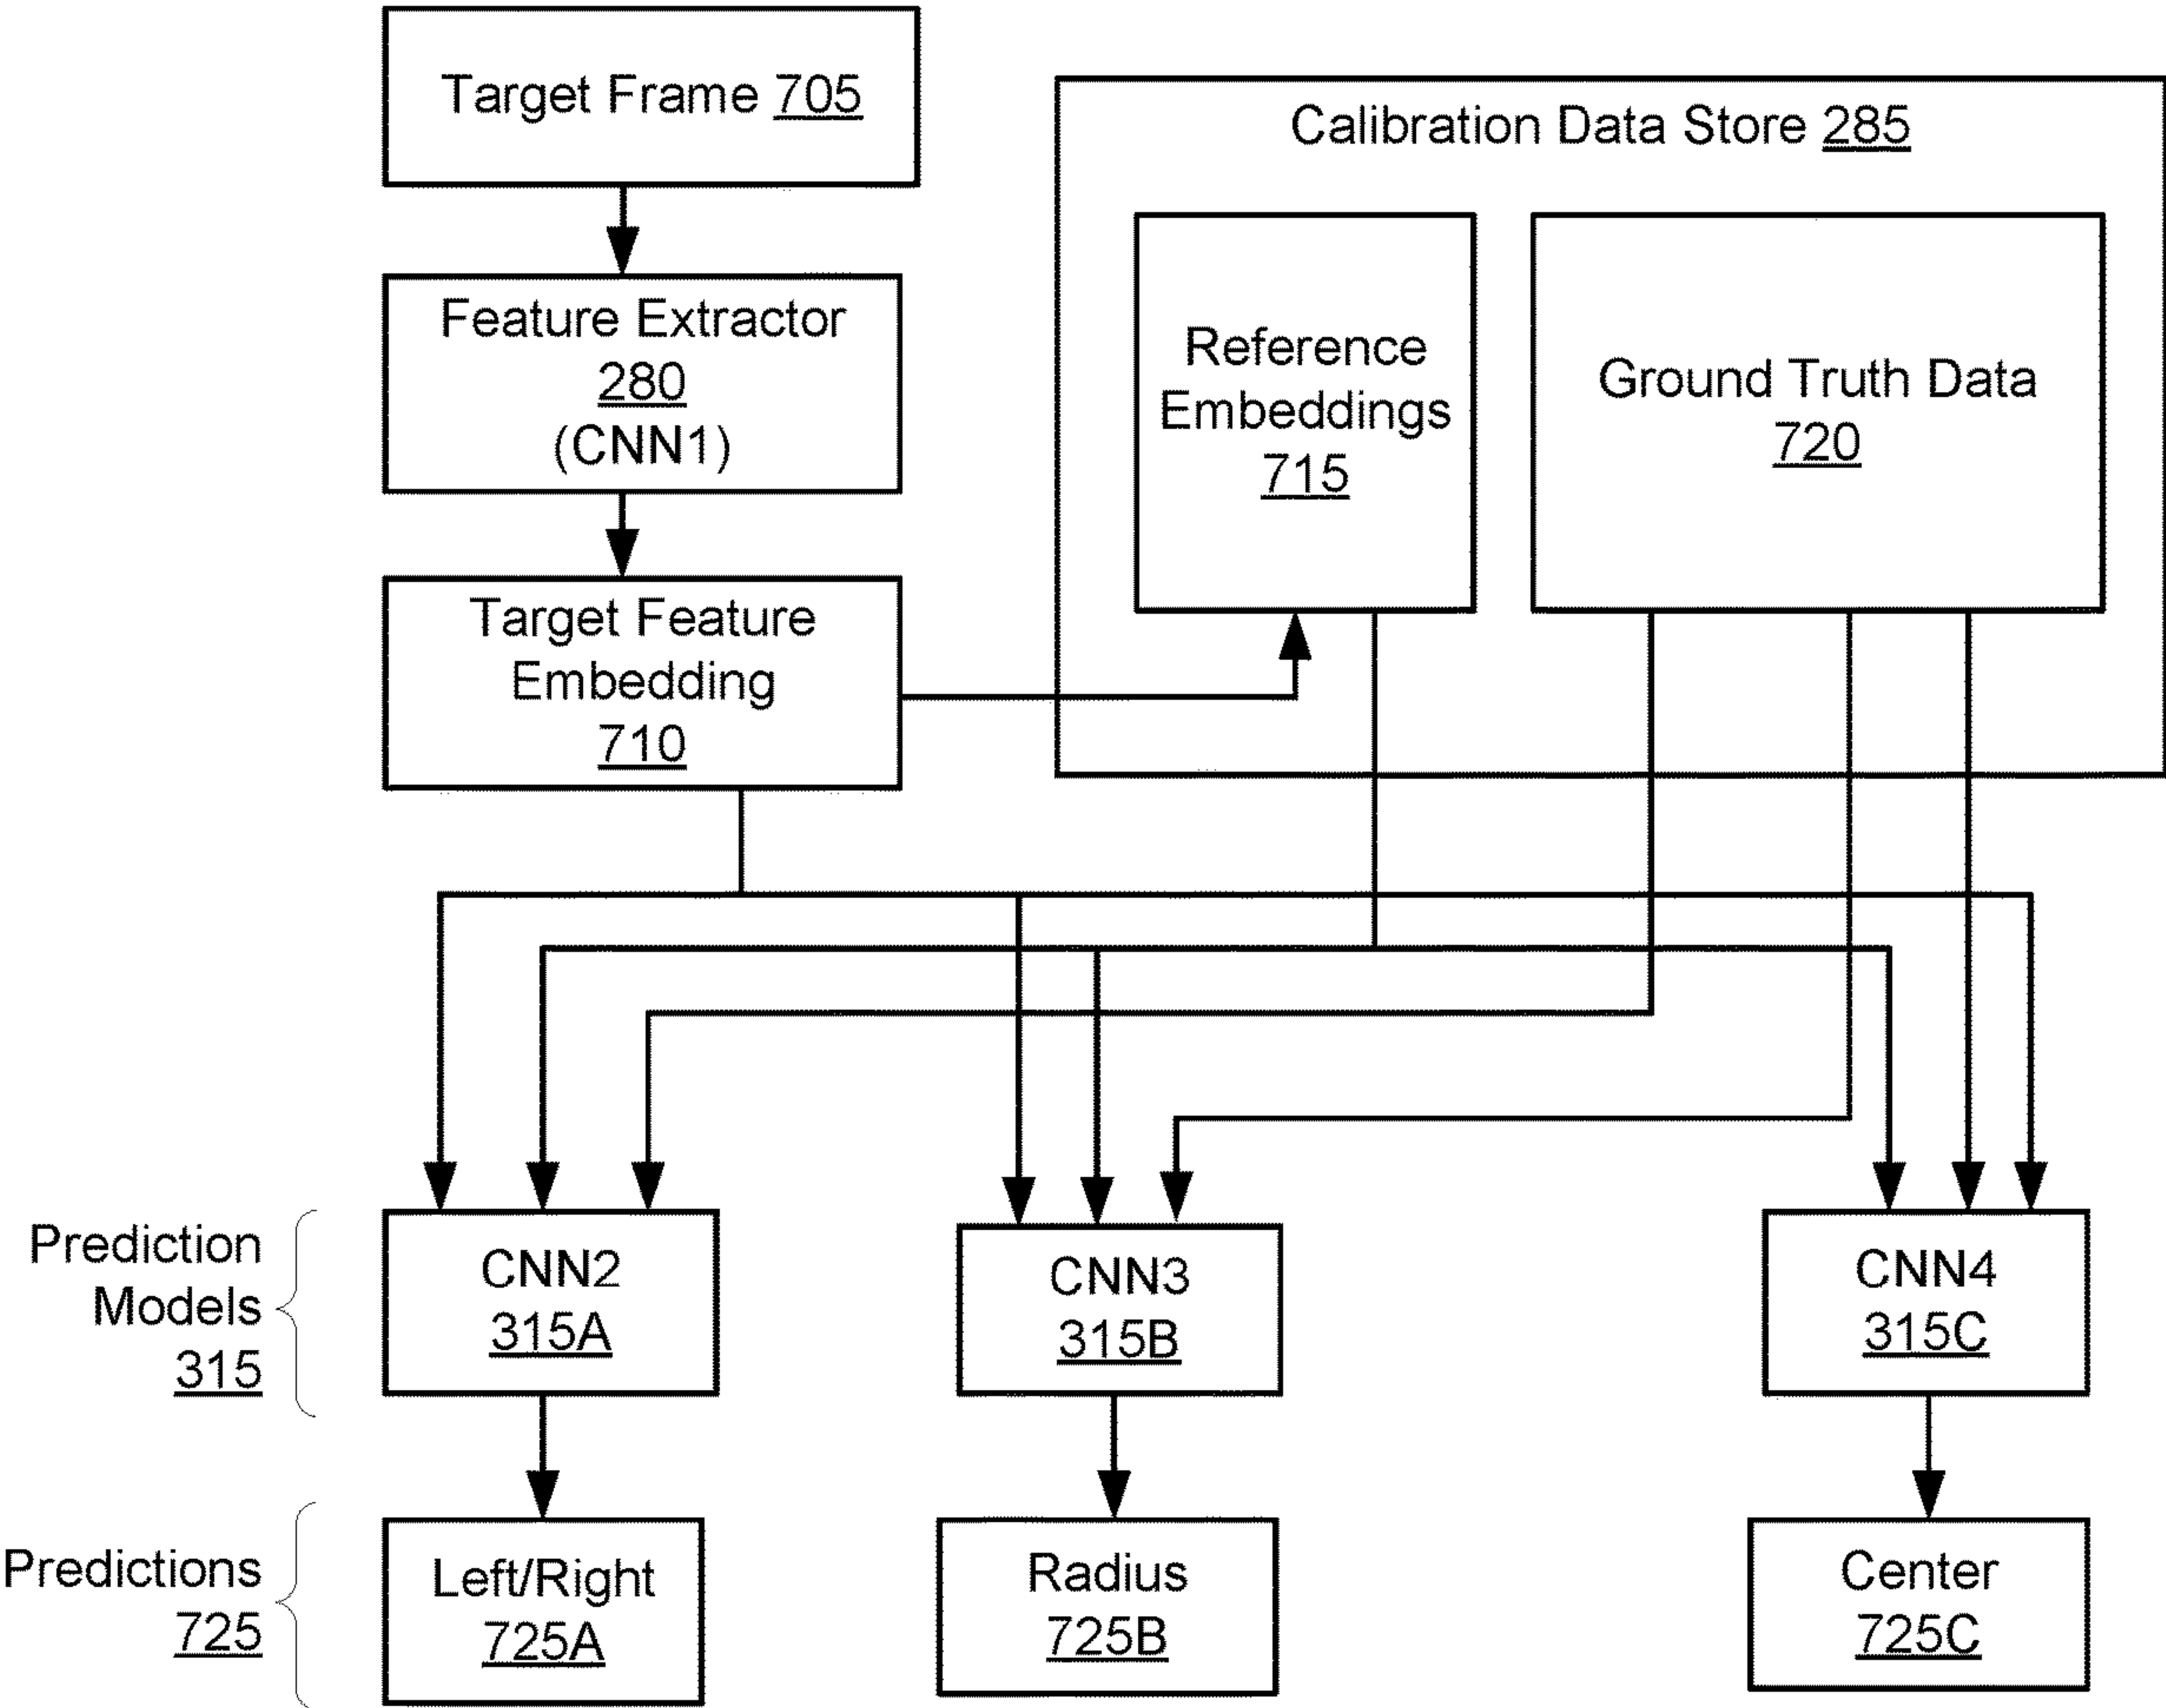 Target Frame 705
Calibration Data Store 285
Feature Extractor
280
(CNN1)
Reference
Embeddings
715
Ground Truth Data
720
Target Feature
Embedding
710
Prediction
Models
315
CNN2
315A
CNN3
315B
CNN4
315C
Predictions
725
Left/Right
725A
Radius
725B
Center
725C